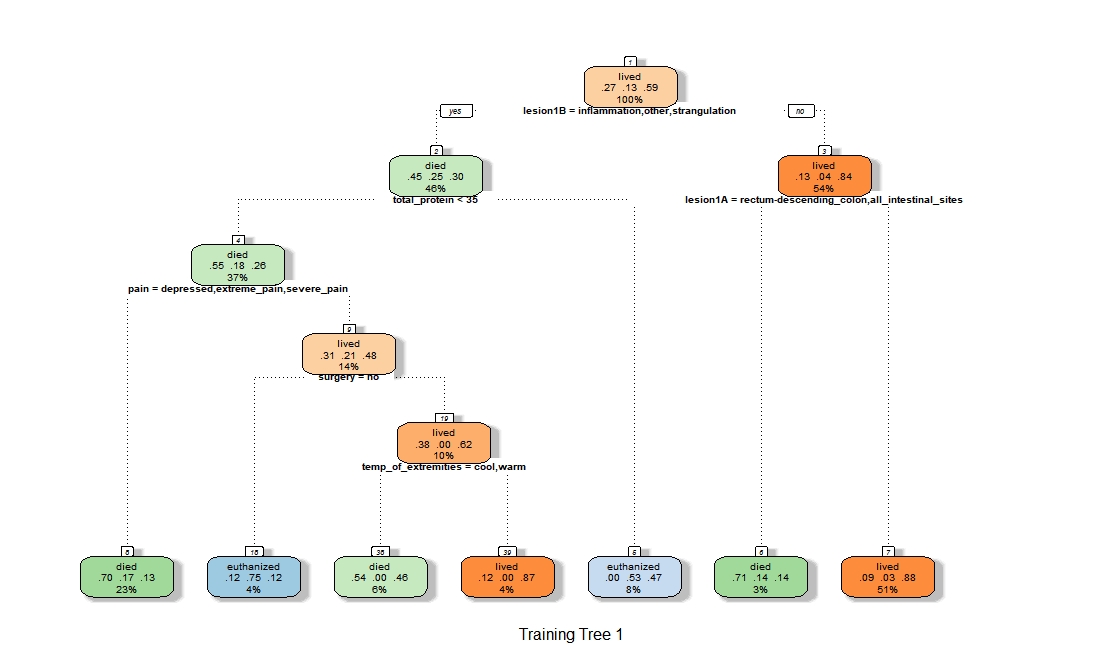 1
lived
.27 .13 .59
100%
yes
lesion1B = inflammation,other,strangulation
no
2
died
.45 .25 .30
46%
total_protein < 35
3
lived
.13 .04 .84
54%
lesion1A = rectum-descending_colon,all_intestinal_sites
4
died
.55 .18 .26
37%
pain = depressed,extreme_pain,severe_pain
9
lived
.31 .21 .48
14%
surgery = no
19
lived
.38 .00 .62
10%
temp_of_extremities = cool,warm
8
died
.70 .17 .13
23%
18
euthanized
.12 .75 .12
4%
38
died
.54 .00 .46
6%
39
lived
.12 .00 .87
4%
5
euthanized
.00 .53 .47
8%
6
died
.71 .14 .14
3%
7
lived
.09 .03 .88
51%
Training Tree 1